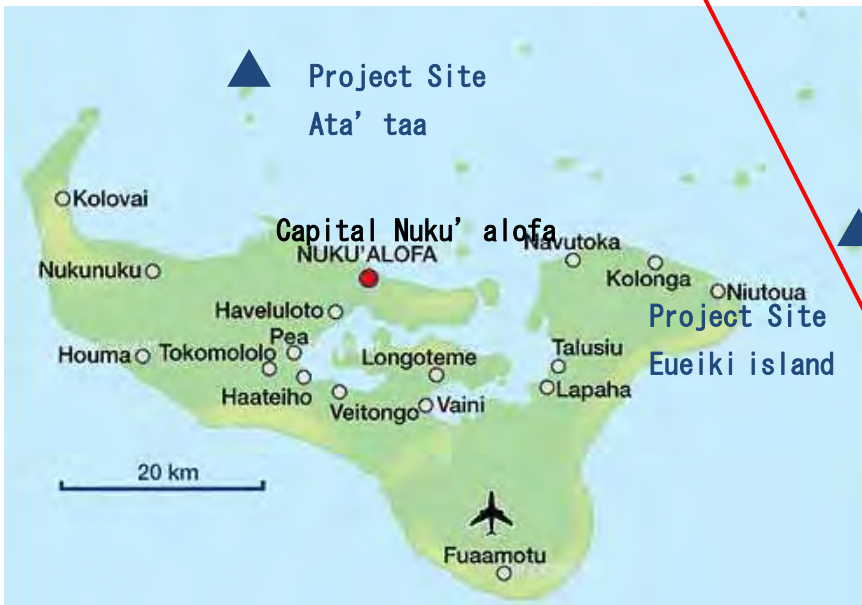 Project Site
Ata' taa
Kolovai
Capital Nuku' alofa
NUKU'ALOFA
Navutoka
Nukunuku
Kolonga
Niutoua
Haveluloto
Project Site
Pea
Houma
Tokomololo
Longoteme
Talusiu
Eueiki island
Haateiho
Veitongo
Vaini
Lapaha
20 km
Fuaamotu